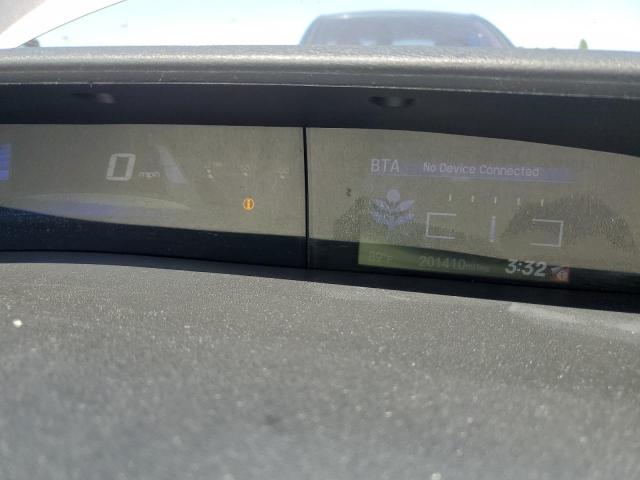 0 mph
BTA No Device Connected
201410 miles 3:32